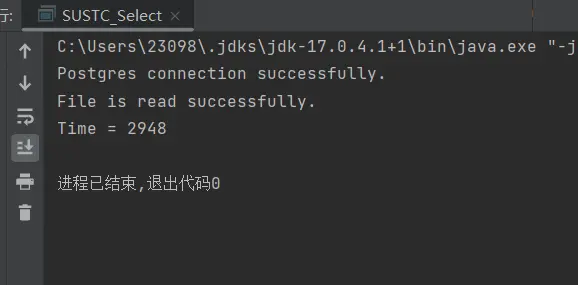 行: SUSTC_Select ×
C:\Users\23098\.jdks\jdk-17.0.4.1+1\bin\java.exe "-j
Postgres connection successfully.
File is read successfully.
Time = 2948
进程已结束,退出代码0